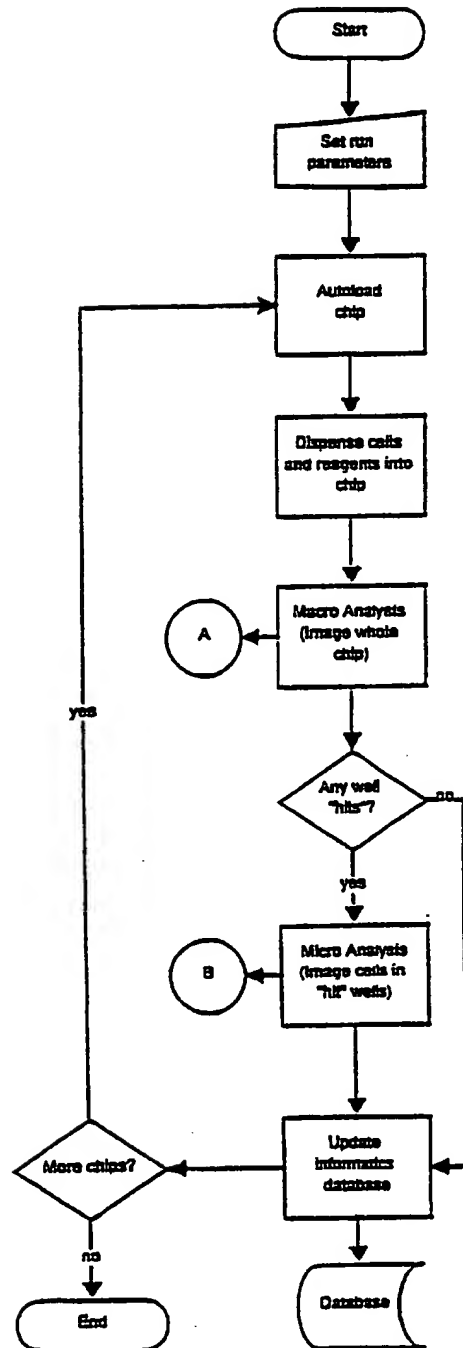 Start
Set run
parameters
Autoload
chip
Dispense cells
and reagents into
chip
Macro Analysis
(Image whole
chip)
A
yes
Any well
"hits"?
no
yes
Micro Analysis
(Image cells in
"hit" wells)
B
Update
Informatics
database
More chips?
no
End
Database